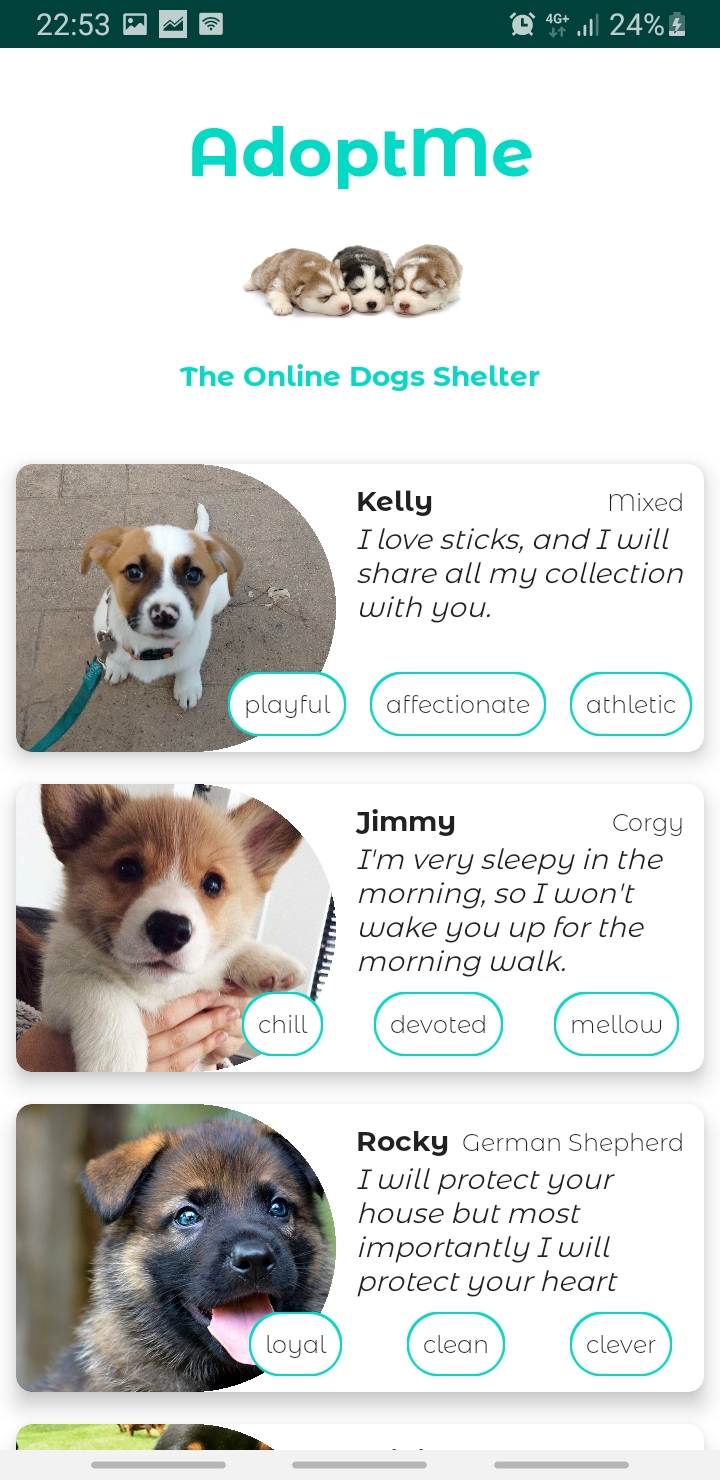 22:53
4G+
24%
AdoptMe
The Online Dogs Shelter
Kelly
Mixed
I love sticks, and I will
share all my collection
with you.
playful
affectionate
athletic
Jimmy
Corgy
I'm very sleepy in the
morning, so I won't
wake you up for the
morning walk.
chill
devoted
mellow
Rocky
German Shepherd
I will protect your
house but most
importantly I will
protect your heart
loyal
clean
clever